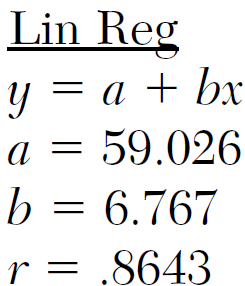 Lin Reg
y = a + bx
a = 59.026
b = 6.767
r = .8643